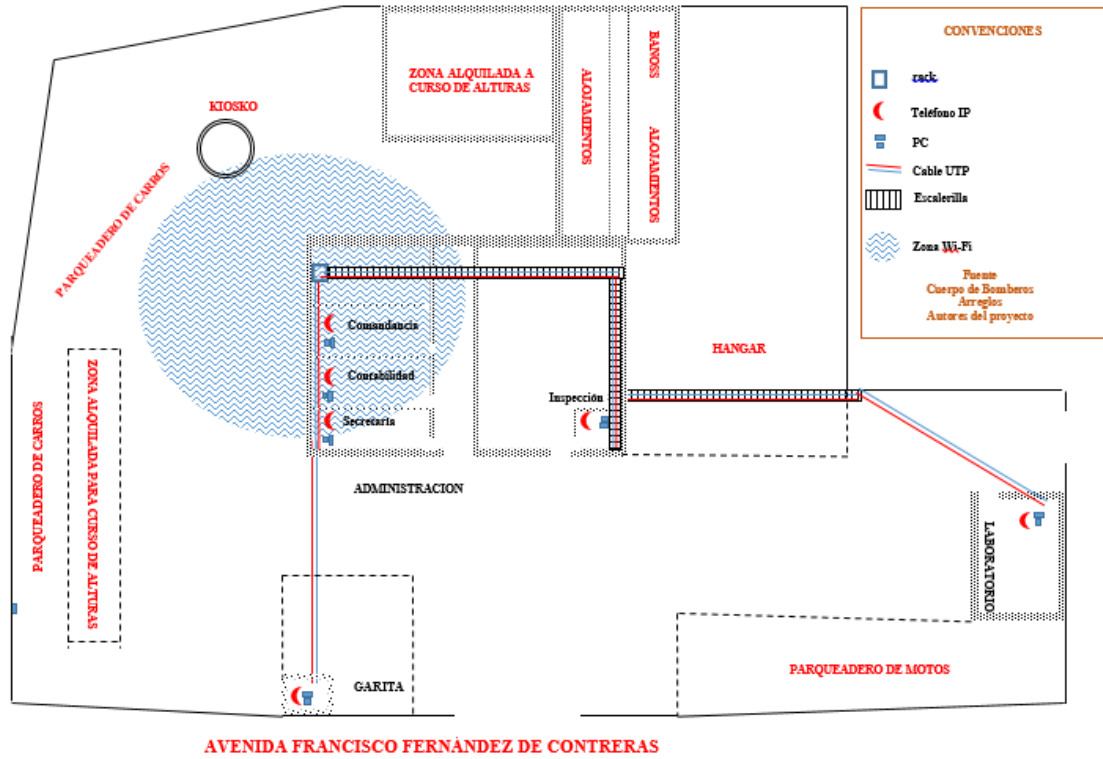 CONVENCIONES
rack
Teléfono IP
PC
Cable UTP
Escalerilla
Zona Wi-Fi
Fuente
Cuerpo de Bomberos
Arreglos
Autores del proyecto
ZONA ALQUILADA A
CURSO DE ALTURAS
ALOJAMIENTOS
BANOSS
ALOJAMIENTOS
KIOSKO
PARQUEADERO DE CARROS
Comandancia
Contabilidad
Secretaría
Inspección
HANGAR
ZONA ALQUILADA PARA CURSO DE ALTURAS
PARQUEADERO DE CARROS
ADMINISTRACION
LABORATORIO
GARITA
PARQUEADERO DE MOTOS
AVENIDA FRANCISCO FERNÁNDEZ DE CONTRERAS